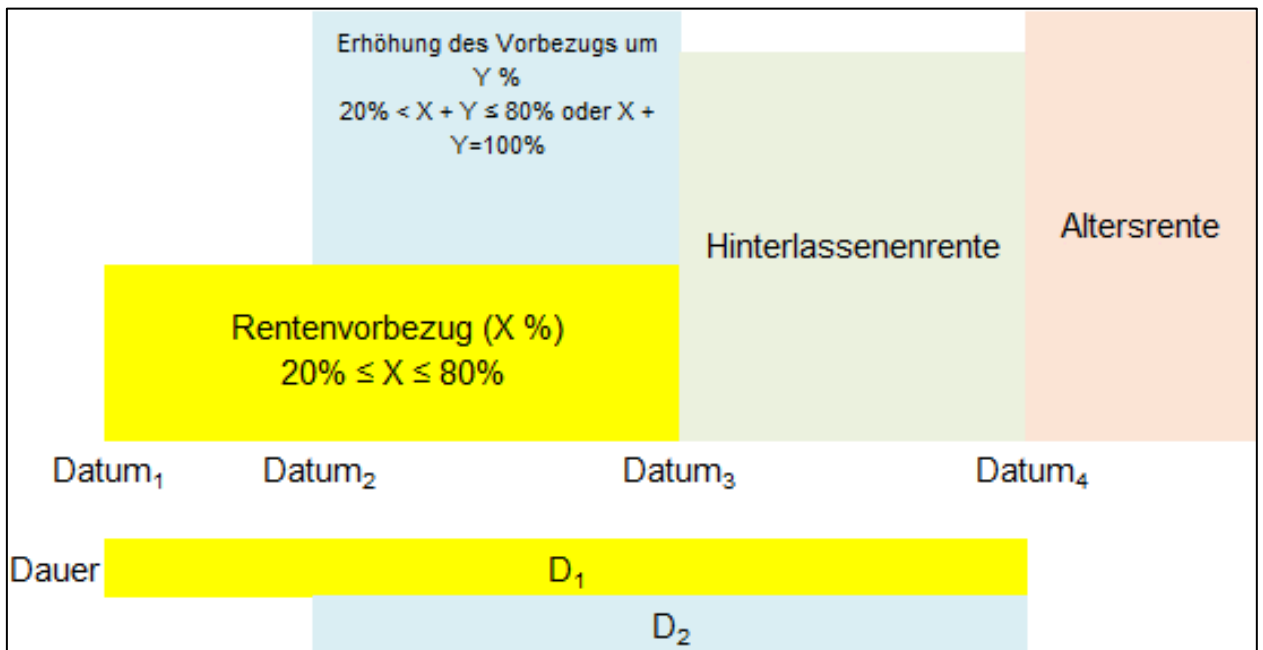 Erhöhung des Vorbezugs um
Y %
20% < X + Y ≤ 80% oder X +
Y=100%
Rentenvorbezug (X %)
20% ≤ X ≤ 80%
Hinterlassenenrente
Altersrente
Datum₁
Datum₂
Datum₃
Datum₄
Dauer
D₁
D₂